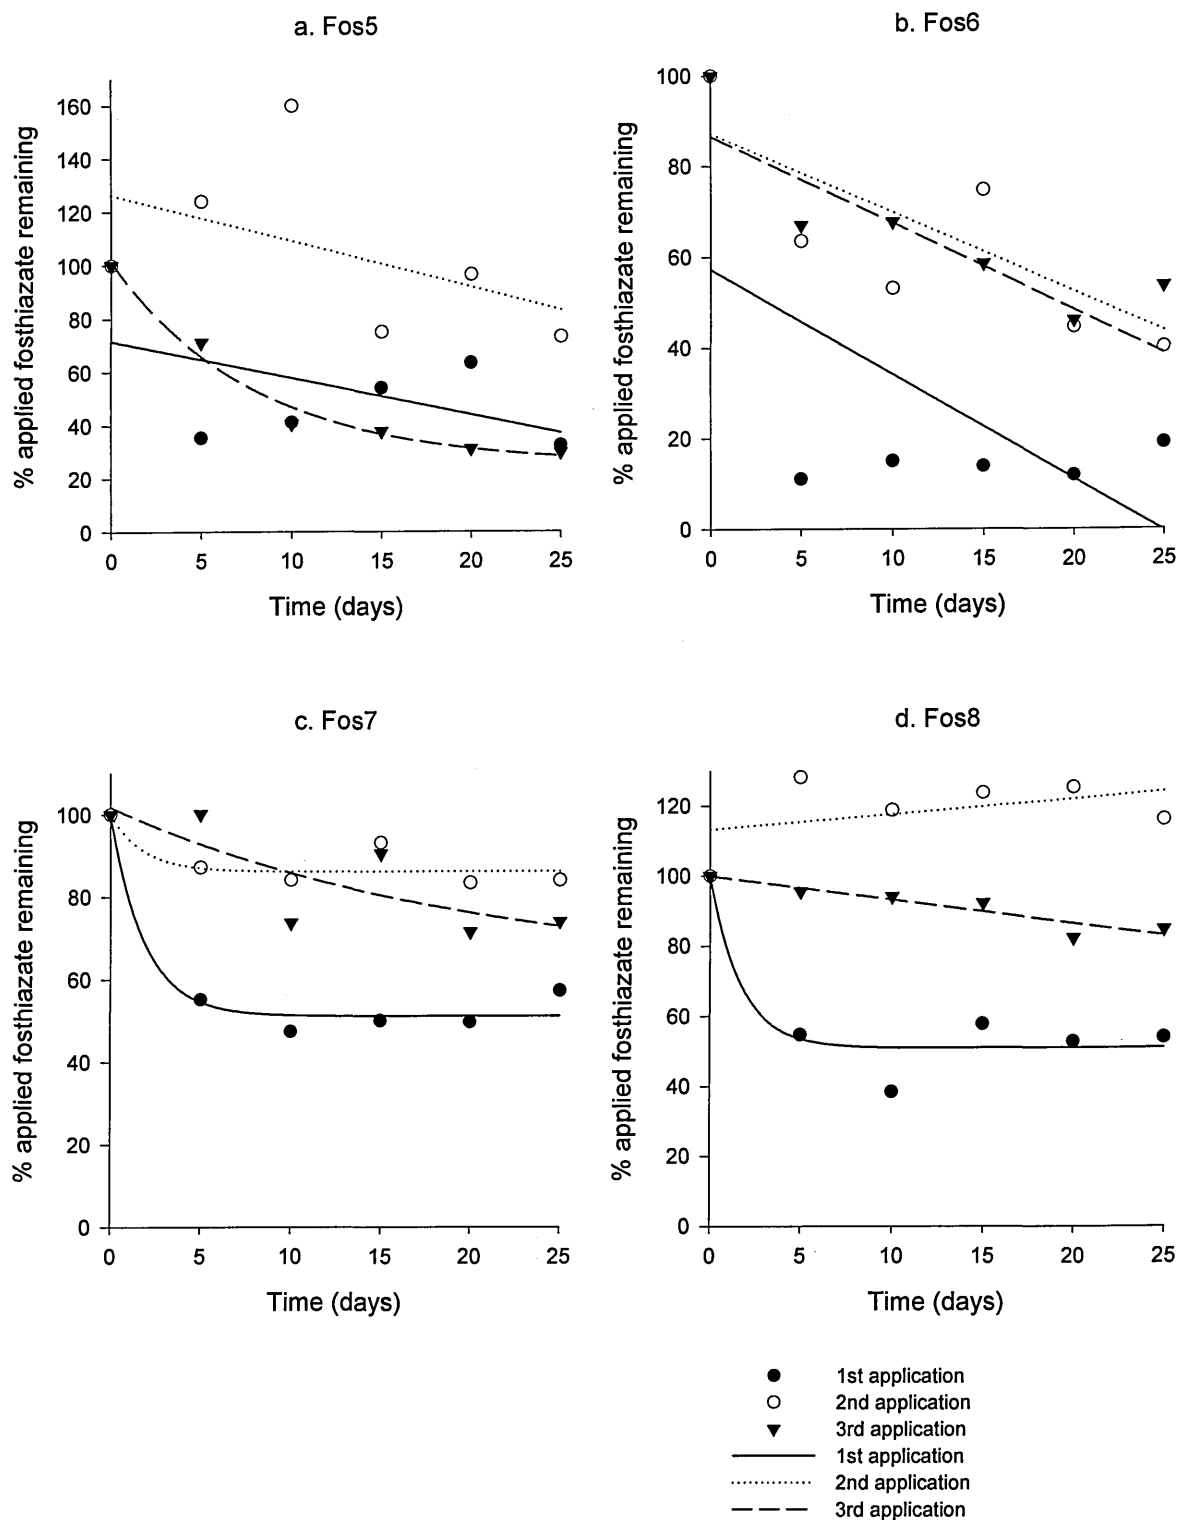 a. Fos5
% applied fosthiazate remaining
160
140
120
100
80
60
40
20
0
0 5 10 15 20 25
Time (days)
b. Fos6
% applied fosthiazate remaining
100
80
60
40
20
0
0 5 10 15 20 25
Time (days)
c. Fos7
% applied fosthiazate remaining
100
80
60
40
20
0
0 5 10 15 20 25
Time (days)
d. Fos8
% applied fosthiazate remaining
120
100
80
60
40
20
0
0 5 10 15 20 25
Time (days)
1st application
2nd application
3rd application
1st application
2nd application
3rd application